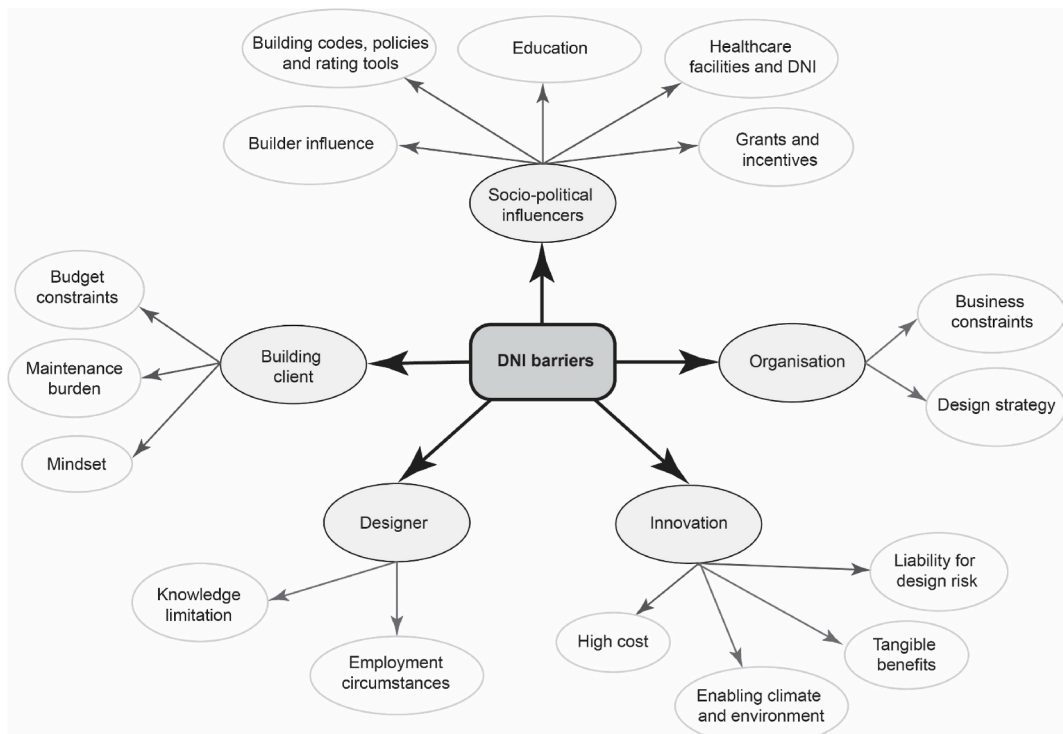 Building codes, policies
and rating tools
Education
Healthcare
facilities and DNI
Builder influence
Grants and
incentives
Socio-political
influencers
Budget
constraints
Maintenance
burden
Mindset
Building
client
DNI barriers
Organisation
Business
constraints
Design strategy
Designer
Knowledge
limitation
Employment
circumstances
Innovation
High cost
Enabling climate
and environment
Tangible
benefits
Liability for
design risk